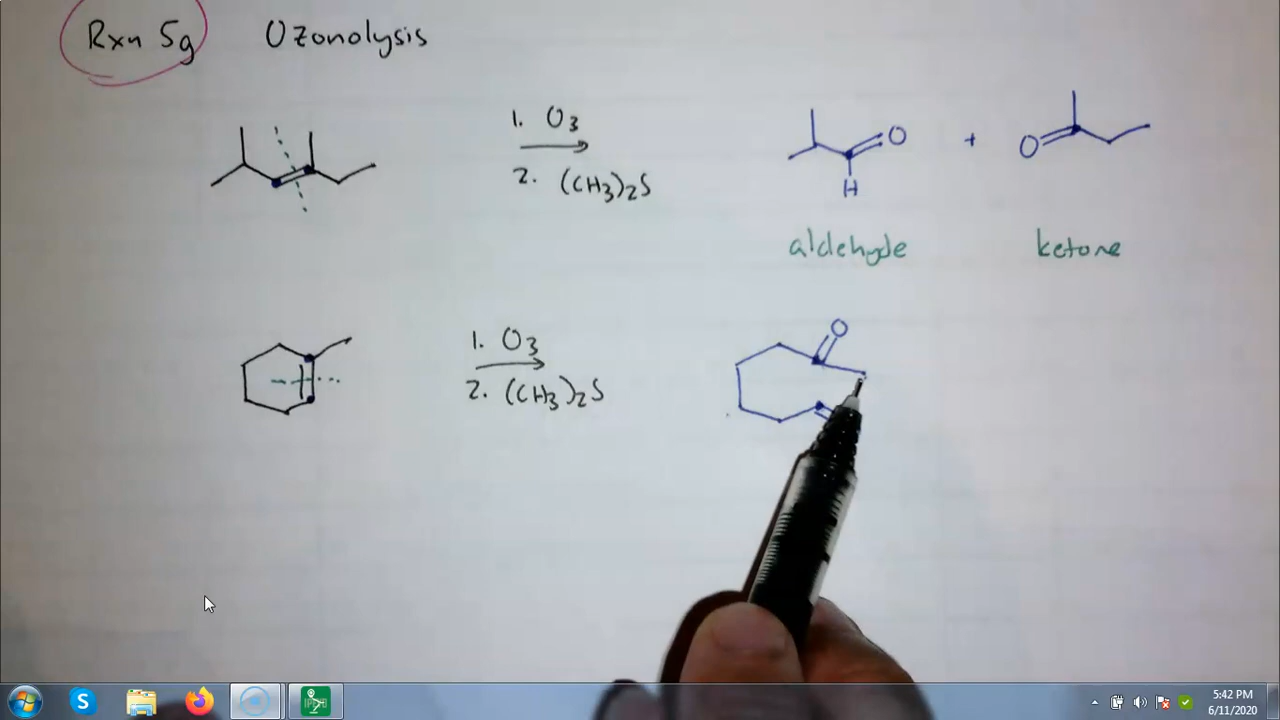 Rxn 5g Ozonolysis
1. O3
2. (CH3)2S
O
H
+
O
aldehyde
ketone
1. O3
2. (CH3)2S
O
5:42 PM
6/11/2020